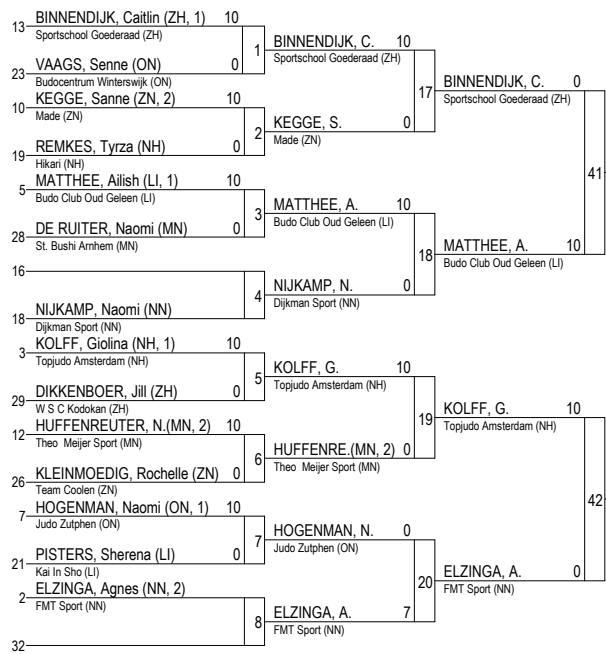 13 BINNENDIJK, Caitlin (ZH, 1) 10
Sportschool Goederaad (ZH)
1
23 VAAGS, Senne (ON) 0
Budocentrum Winterswijk (ON)
10 KEGGE, Sanne (ZN, 2) 10
Made (ZN)
2
19 REMKES, Tyrza (NH) 0
Hikari (NH)
5 MATTHEE, Ailish (LI, 1) 10
Budo Club Oud Geleen (LI)
3
28 DE RUITER, Naomi (MN) 0
St. Bushi Arnhem (MN)
16
4
18 NIJKAMP, Naomi (NN)
Dijkman Sport (NN)
3 KOLFF, Giolina (NH, 1) 10
Topjudo Amsterdam (NH)
5
29 DIKKENBOER, Jill (ZH) 0
W S C Kodokan (ZH)
12 HUFFENREUTER, N.(MN, 2) 10
Theo Meijer Sport (MN)
6
26 KLEINMOEDIG, Rochelle (ZN) 0
Team Coolen (ZN)
7 HOGENMAN, Naomi (ON, 1) 10
Judo Zutphen (ON)
7
21 PISTERS, Sherena (LI) 0
Kai In Sho (LI)
2 ELZINGA, Agnes (NN, 2)
FMT Sport (NN)
8
32
BINNENDIJK, C. 10
Sportschool Goederaad (ZH)
17
KEGGE, S. 0
Made (ZN)
MATTHEE, A. 10
Budo Club Oud Geleen (LI)
18
NIJKAMP, N. 0
Dijkman Sport (NN)
KOLFF, G. 10
Topjudo Amsterdam (NH)
19
HUFFENRE.(MN, 2) 0
Theo Meijer Sport (MN)
HOGENMAN, N. 0
Judo Zutphen (ON)
20
ELZINGA, A. 7
FMT Sport (NN)
BINNENDIJK, C. 0
Sportschool Goederaad (ZH)
41
MATTHEE, A. 10
Budo Club Oud Geleen (LI)
KOLFF, G. 10
Topjudo Amsterdam (NH)
42
ELZINGA, A. 0
FMT Sport (NN)